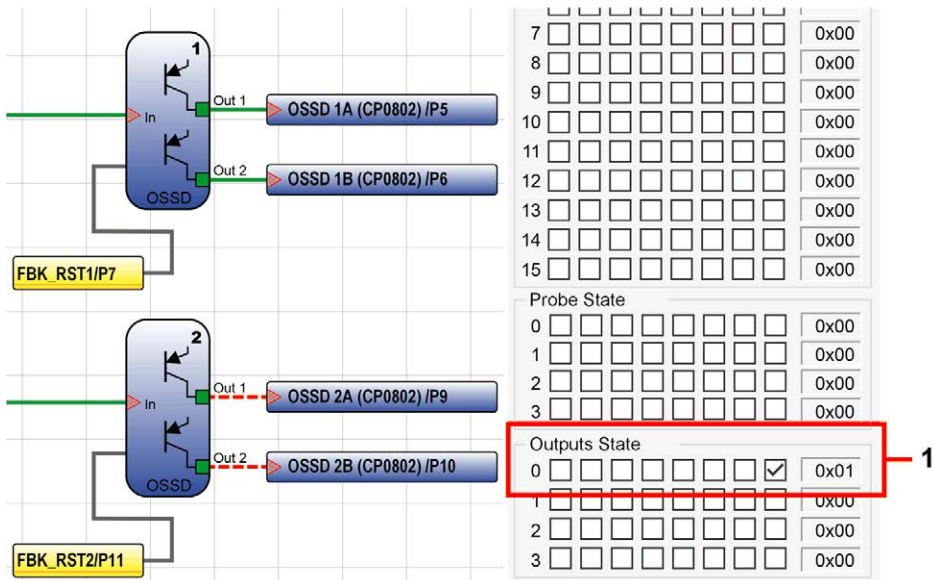 1
In
Out 1
Out 2
OSSD
OSSD 1A (CP0802) /P5
OSSD 1B (CP0802) /P6
FBK_RST1/P7
2
In
Out 1
Out 2
OSSD
OSSD 2A (CP0802) /P9
OSSD 2B (CP0802) /P10
FBK_RST2/P11
7 0x00
8 0x00
9 0x00
10 0x00
11 0x00
12 0x00
13 0x00
14 0x00
15 0x00
Probe State
0 0x00
1 0x00
2 0x00
3 0x00
Outputs State
0 0x01
1 0x00
2 0x00
3 0x00
1